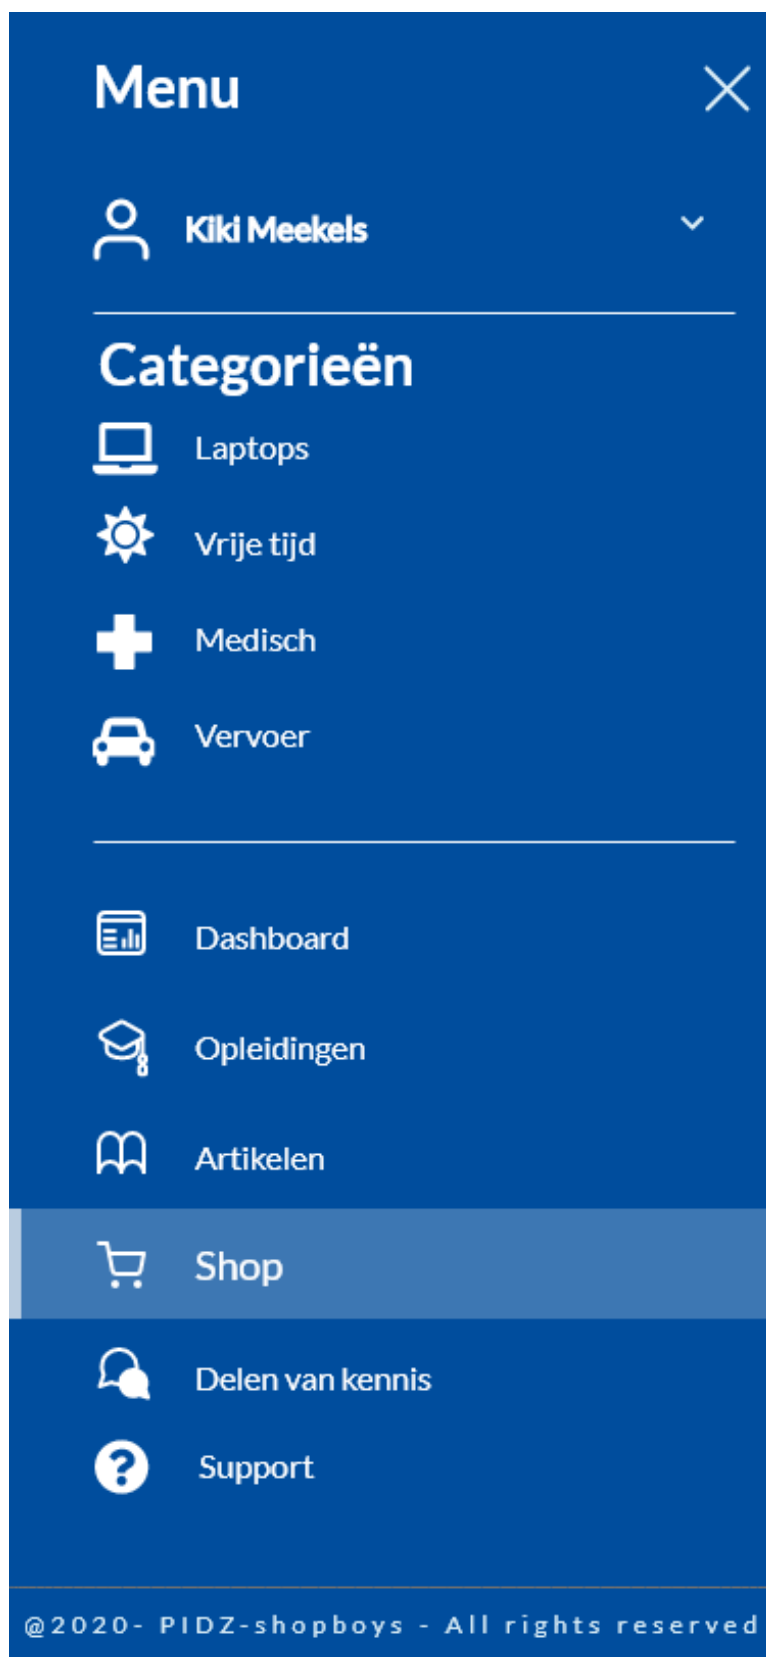 Menu
Kiki Meekels
Categorieën
Laptops
Vrije tijd
Medisch
Vervoer
Dashboard
Opleidingen
Artikelen
Shop
Delen van kennis
Support
@2020- PIDZ-shopboys - All rights reserved